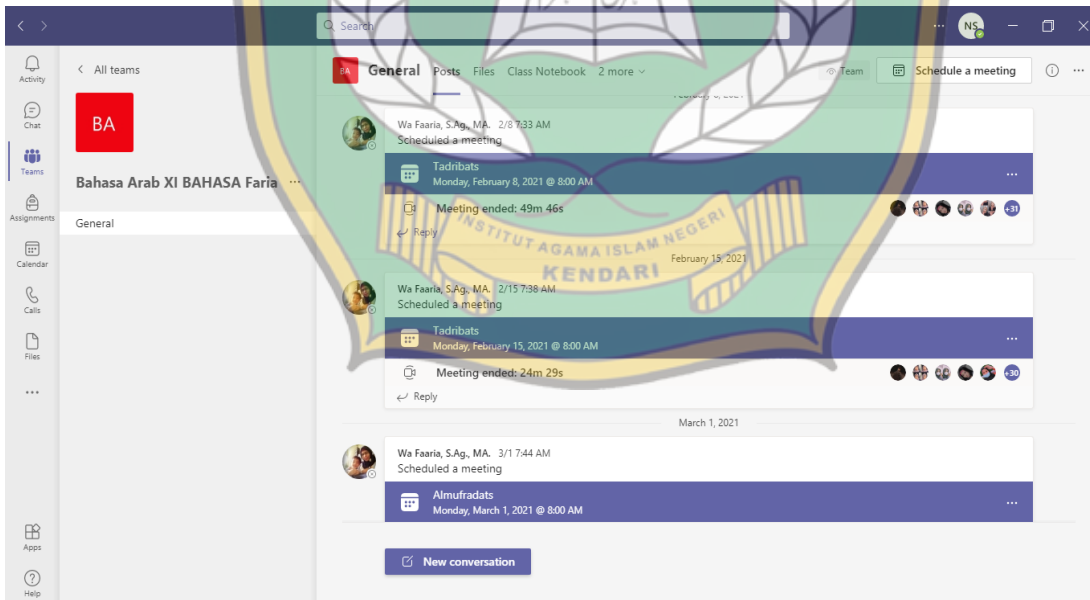 Search
NS
Activity
Chat
Teams
Assignments
Calendar
Calls
Files
Apps
Help
All teams
BA
Bahasa Arab XI BAHASA Faria
General
BA General Posts Files Class Notebook 2 more
Team
Schedule a meeting
Wa Faaria, S.Ag., MA. 2/8 7:33 AM
Scheduled a meeting
Tadribats
Monday, February 8, 2021 @ 8:00 AM
Meeting ended: 49m 46s
+31
Reply
INSTITUT AGAMA ISLAM NEGERI
KENDARI
February 15, 2021
Wa Faaria, S.Ag., MA. 2/15 7:38 AM
Scheduled a meeting
Tadribats
Monday, February 15, 2021 @ 8:00 AM
Meeting ended: 24m 29s
+30
Reply
March 1, 2021
Wa Faaria, S.Ag., MA. 3/1 7:44 AM
Scheduled a meeting
Almufradats
Monday, March 1, 2021 @ 8:00 AM
New conversation